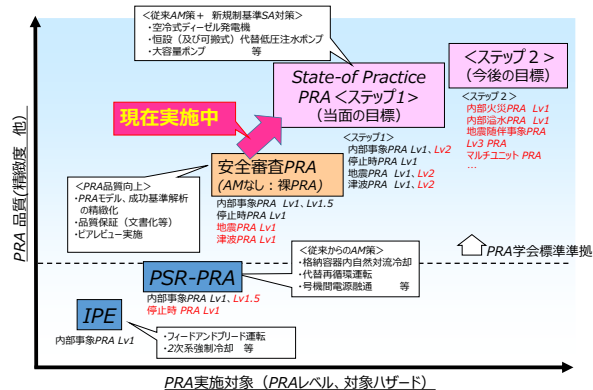 <従来AM策＋ 新規制基準SA対策>
・空冷式ディーゼル発電機
・恒設（及び可搬式）代替低圧注水ポンプ
・大容量ポンプ 等
State-of Practice
PRA<ステップ1>
（当面の目標）
<ステップ２>
（今後の目標）
<ステップ２>
内部火災PRA Lv1
内部溢水PRA Lv1
地震随伴事象PRA
Lv3 PRA
マルチユニット PRA
…
現在実施中
<ステップ1>
内部事象PRA Lv1、Lv2
停止時PRA Lv1
地震PRA Lv1、Lv2
津波PRA Lv1、Lv2
安全審査PRA
(AMなし：裸PRA)
内部事象PRA Lv1、Lv1.5
停止時PRA Lv1
地震PRA Lv1
津波PRA Lv1
<PRA品質向上>
・PRAモデル、成功基準解析
の精緻化
・品質保証（文書化等）
・ピアレビュー実施
PRA学会標準準拠
<従来からのAM策>
・格納容器内自然対流冷却
・代替再循環運転
・号機間電源融通 等
PSR-PRA
内部事象PRA Lv1、Lv1.5
停止時 PRA Lv1
IPE
内部事象PRA Lv1
・フィードアンドブリード運転
・2次系強制冷却 等
PRA品質(精緻度 他)
PRA実施対象（PRAレベル、対象ハザード）